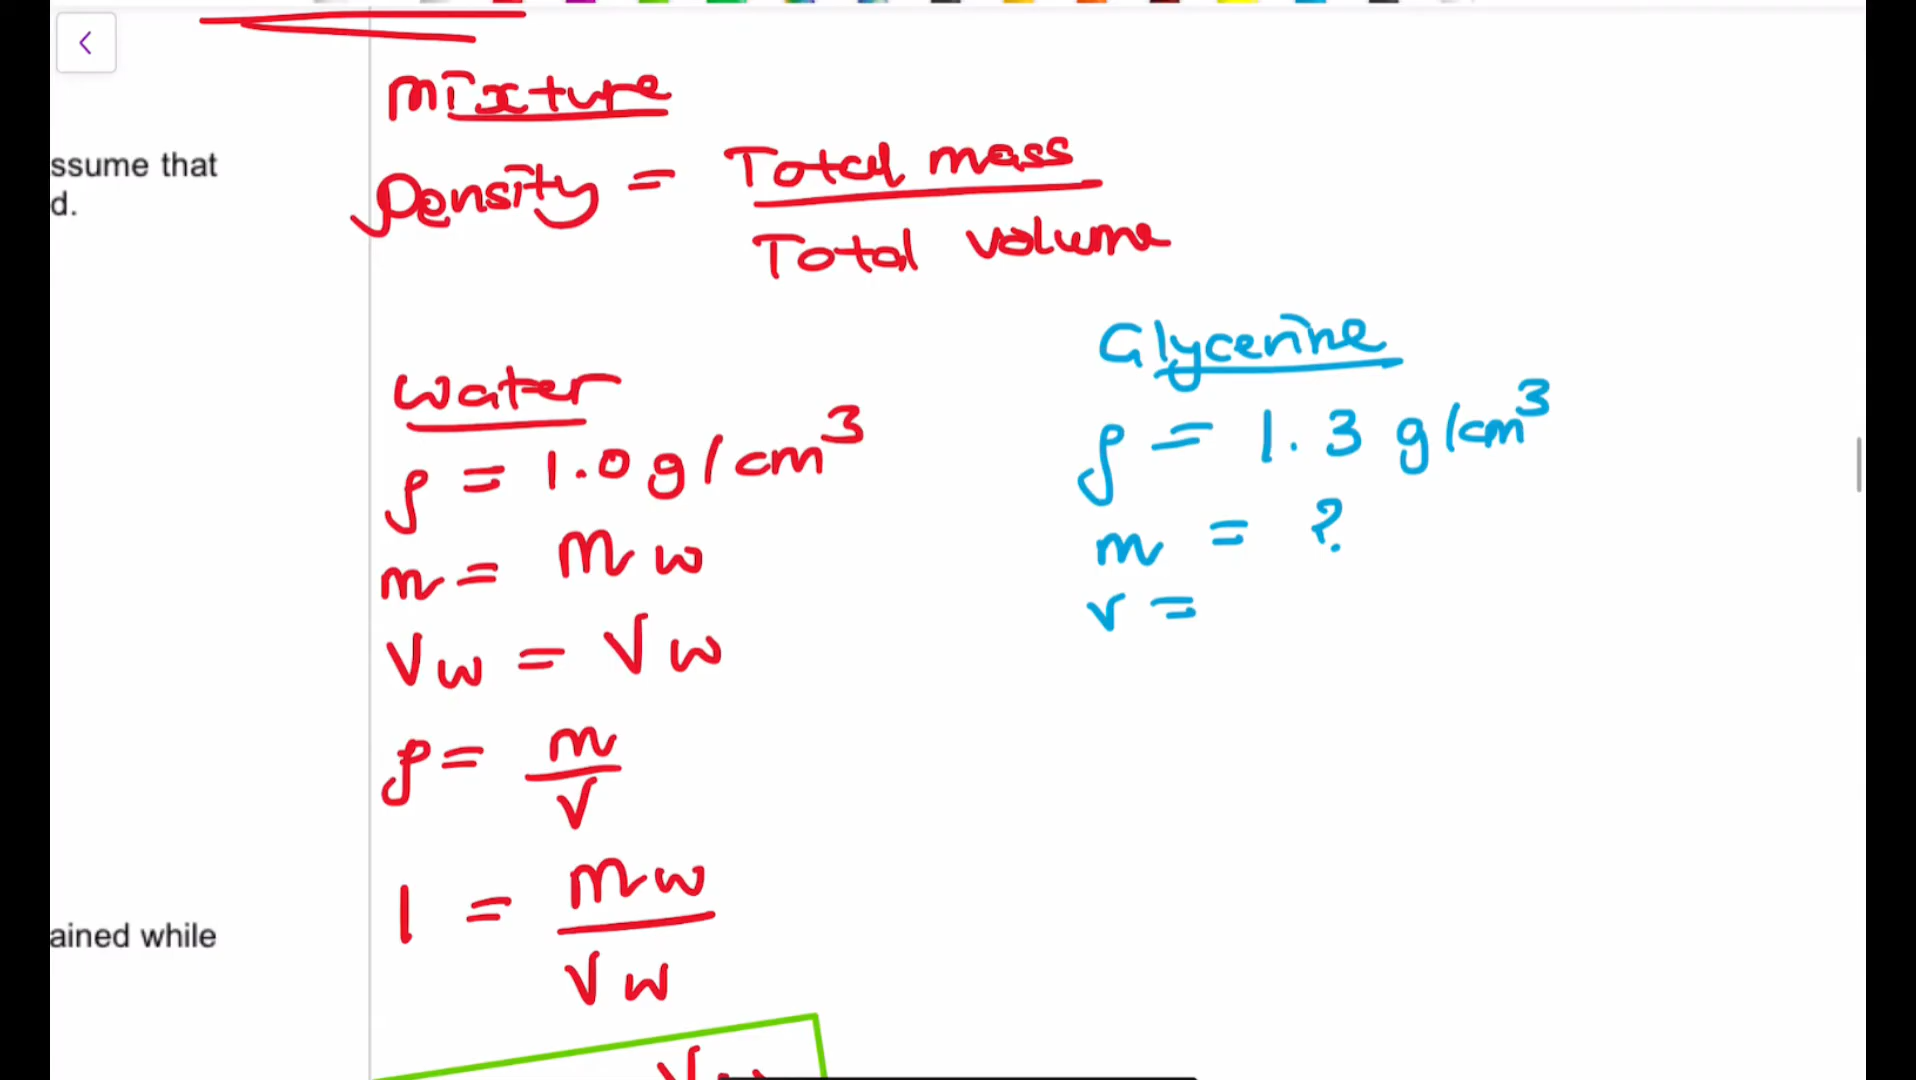 ssume that
d.
ained while
mixture
Density = Total mass
Total volume
water
ρ = 1.0 g/cm³
m = mw
Vw = Vw
ρ = m
V
1 = mw
Vw
Glycerine
ρ = 1.3 g/cm³
m = ?
v =